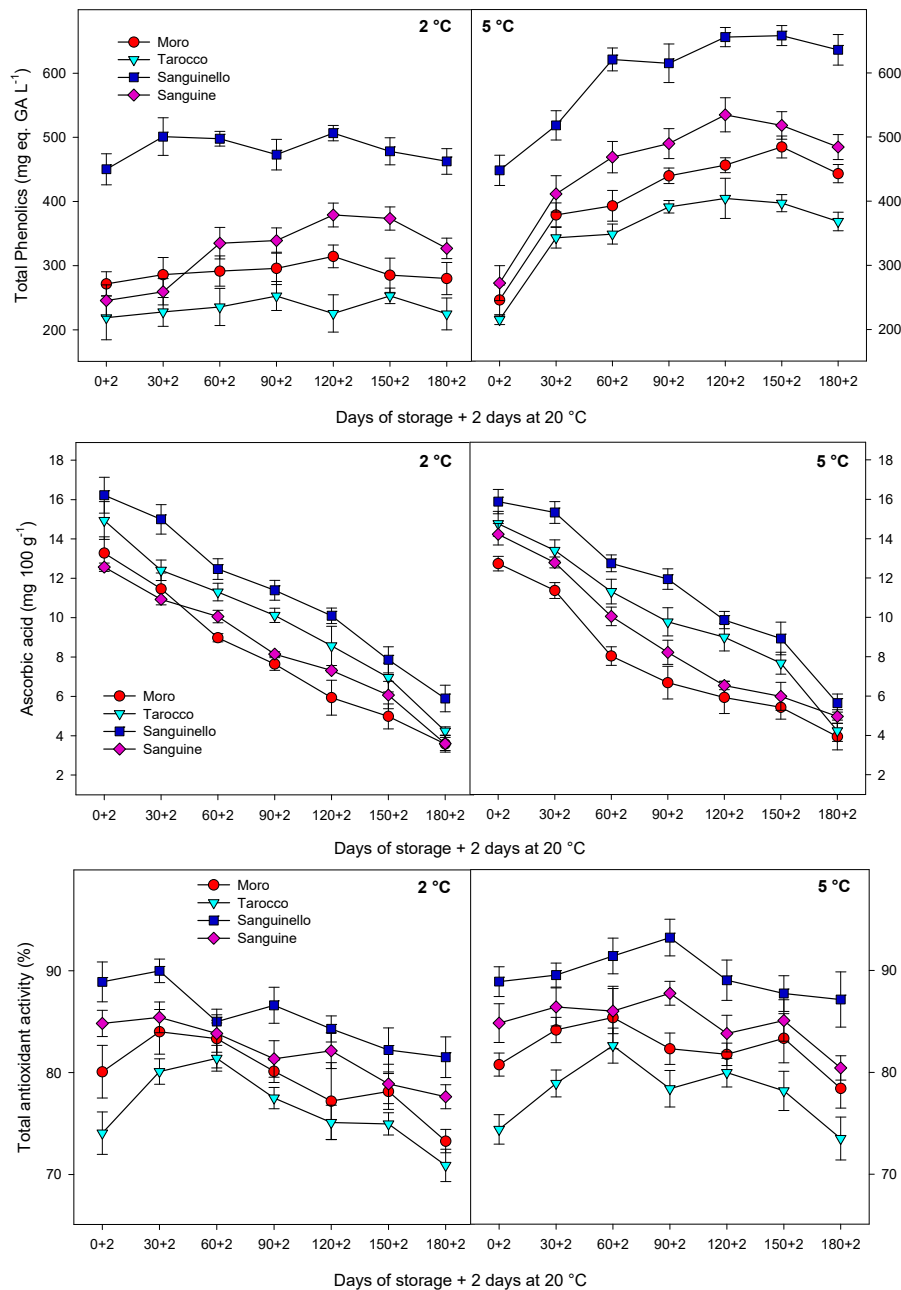 2 °C
5 °C
Moro
Tarocco
Sanguinello
Sanguine
Total Phenolics (mg eq. GA L-1)
600
500
400
300
200
600
500
400
300
200
0+2 30+2 60+2 90+2 120+2 150+2 180+2
0+2 30+2 60+2 90+2 120+2 150+2 180+2
Days of storage + 2 days at 20 °C
2 °C
5 °C
Ascorbic acid (mg 100 g-1)
18
16
14
12
10
8
6
4
2
18
16
14
12
10
8
6
4
2
Moro
Tarocco
Sanguinello
Sanguine
0+2 30+2 60+2 90+2 120+2 150+2 180+2
0+2 30+2 60+2 90+2 120+2 150+2 180+2
Days of storage + 2 days at 20 °C
2 °C
5 °C
Moro
Tarocco
Sanguinello
Sanguine
Total antioxidant activity (%)
90
80
70
90
80
70
0+2 30+2 60+2 90+2 120+2 150+2 180+2
0+2 30+2 60+2 90+2 120+2 150+2 180+2
Days of storage + 2 days at 20 °C